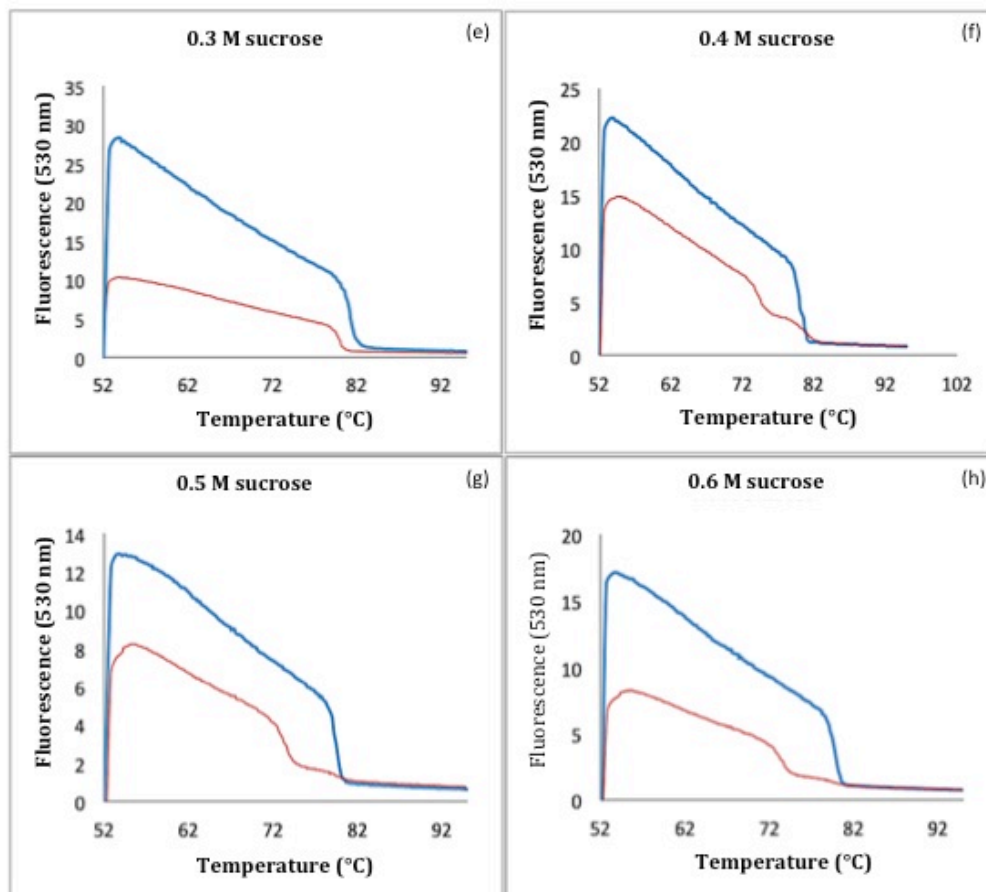 0.3 M sucrose
(e)
Fluorescence (530 nm)
35
30
25
20
15
10
5
0
52 62 72 82 92
Temperature (°C)
0.4 M sucrose
(f)
Fluorescence (530 nm)
25
20
15
10
5
0
52 62 72 82 92 102
Temperature (°C)
0.5 M sucrose
(g)
Fluorescence (530 nm)
14
12
10
8
6
4
2
0
52 62 72 82 92
Temperature (°C)
0.6 M sucrose
(h)
Fluorescence (530 nm)
20
15
10
5
0
52 62 72 82 92
Temperature (°C)